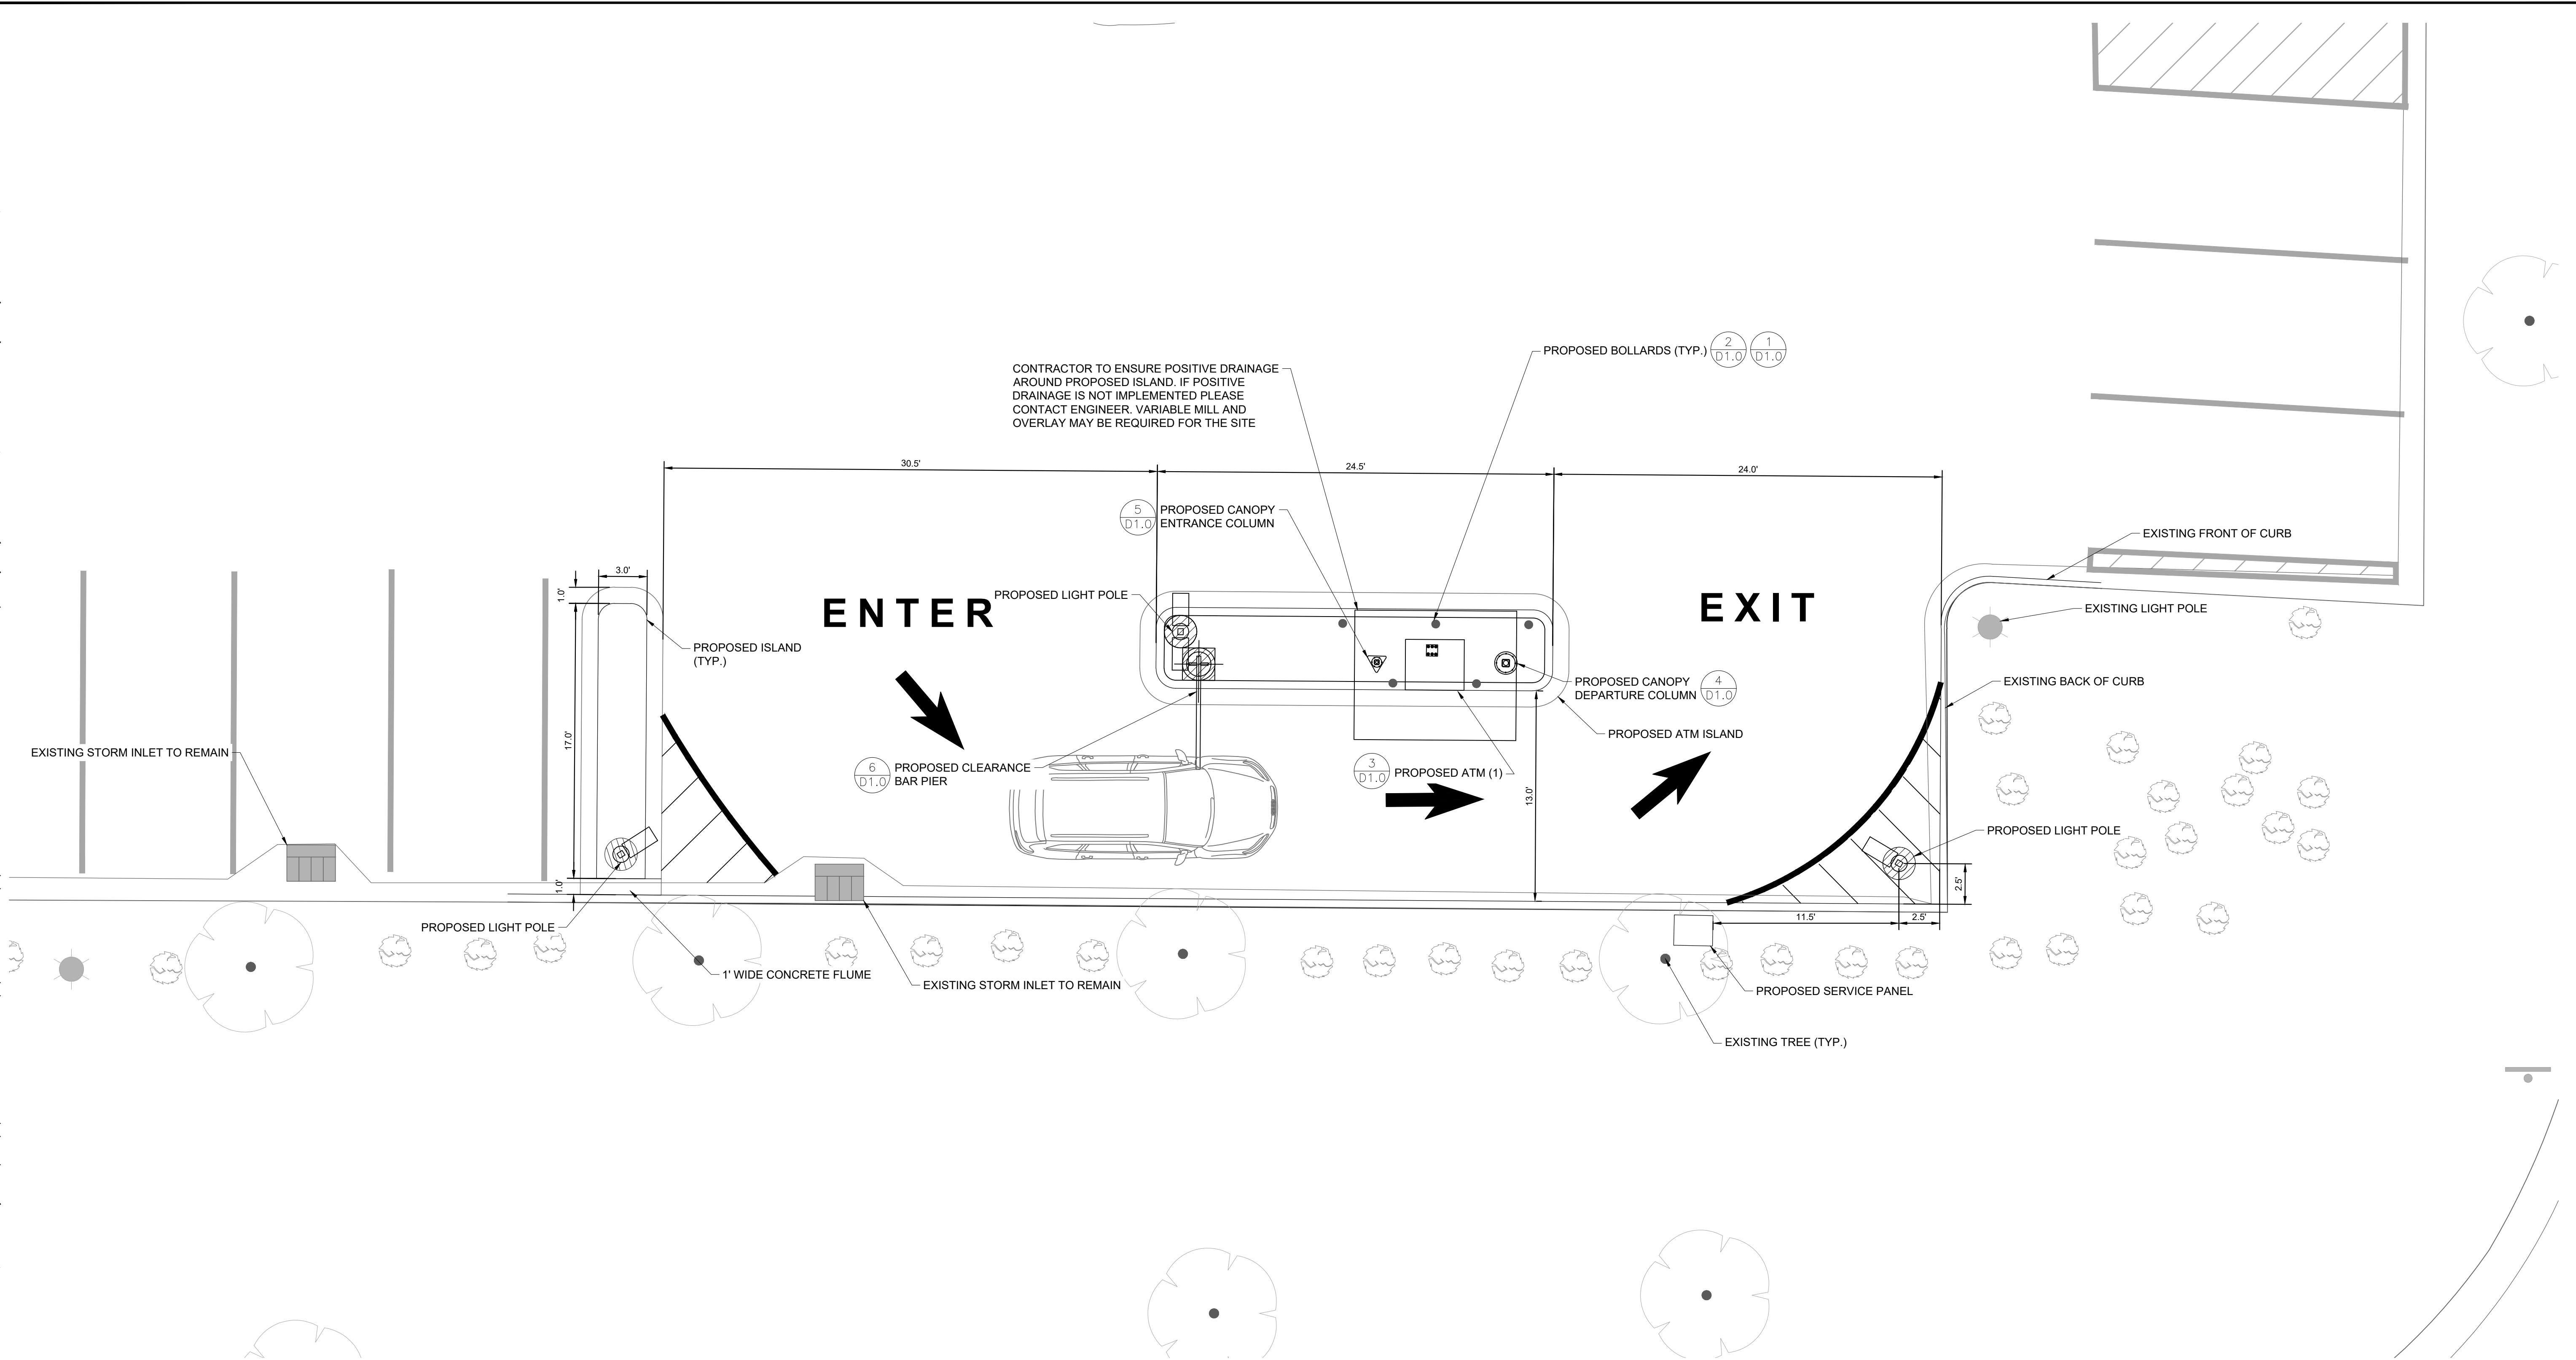 PROPOSED BOLLARDS (TYP.)
2
D1.0
1
D1.0
CONTRACTOR TO ENSURE POSITIVE DRAINAGE
AROUND PROPOSED ISLAND. IF POSITIVE
DRAINAGE IS NOT IMPLEMENTED PLEASE
CONTACT ENGINEER. VARIABLE MILL AND
OVERLAY MAY BE REQUIRED FOR THE SITE
30.5'
24.5'
24.0'
5
D1.0
PROPOSED CANOPY
ENTRANCE COLUMN
EXISTING FRONT OF CURB
3.0'
1.0'
ENTER
PROPOSED LIGHT POLE
EXIT
EXISTING LIGHT POLE
PROPOSED ISLAND
(TYP.)
PROPOSED CANOPY
DEPARTURE COLUMN
4
D1.0
EXISTING BACK OF CURB
17.0'
PROPOSED ATM ISLAND
EXISTING STORM INLET TO REMAIN
6
D1.0
PROPOSED CLEARANCE
BAR PIER
3
D1.0
PROPOSED ATM (1)
13.0'
PROPOSED LIGHT POLE
1.0'
2.5'
11.5'
2.5'
PROPOSED LIGHT POLE
1' WIDE CONCRETE FLUME
EXISTING STORM INLET TO REMAIN
PROPOSED SERVICE PANEL
EXISTING TREE (TYP.)